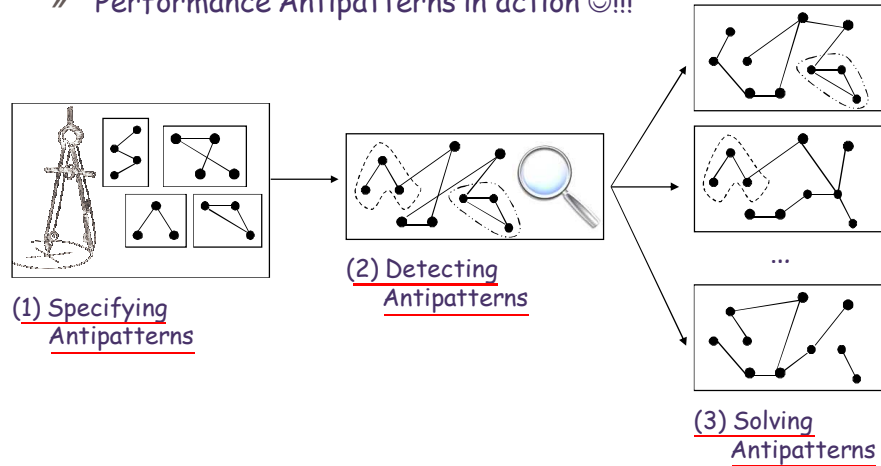 Performance Antipatterns in action ☺!!!
(1) Specifying
Antipatterns
(2) Detecting
Antipatterns
...
(3) Solving
Antipatterns